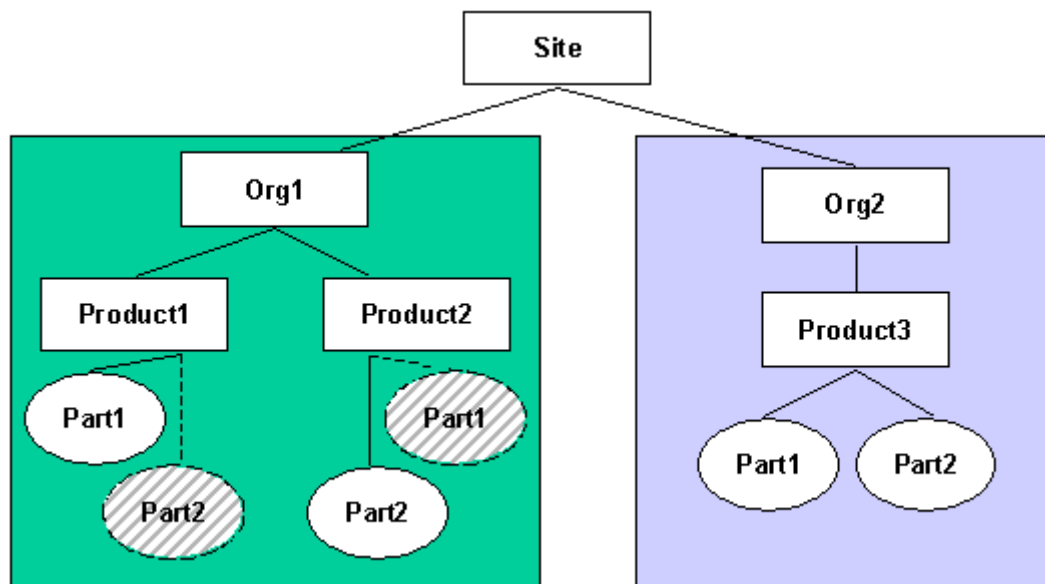 Site
Org1
Org2
Product1
Product2
Product3
Part1
Part1
Part2
Part2
Part1
Part2